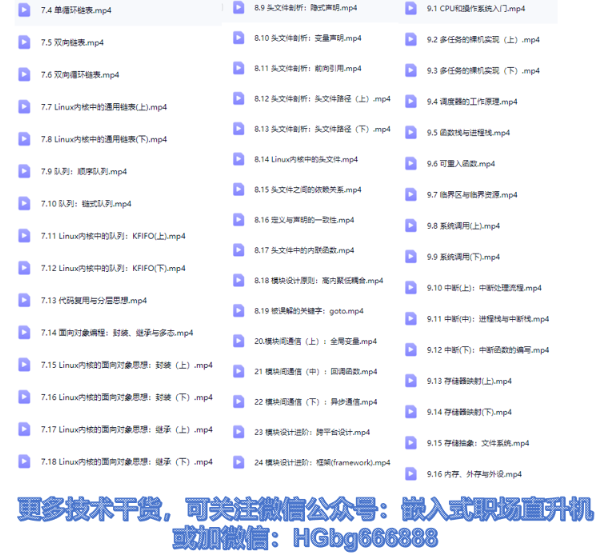 7.4 单循环链表.mp4
7.5 双向链表.mp4
7.6 双向循环链表.mp4
7.7 Linux内核中的通用链表(上).mp4
7.8 Linux内核中的通用链表(下).mp4
7.9 队列：顺序队列.mp4
7.10 队列：链式队列.mp4
7.11 Linux内核中的队列：KFIFO(上).mp4
7.12 Linux内核中的队列：KFIFO(下).mp4
7.13 代码复用与分层思想.mp4
7.14 面向对象编程：封装、继承与多态.mp4
7.15 Linux内核的面向对象思想：封装（上）.mp4
7.16 Linux内核的面向对象思想：封装（下）.mp4
7.17 Linux内核的面向对象思想：继承（上）.mp4
7.18 Linux内核的面向对象思想：继承（下）.mp4
8.9 头文件剖析：隐式声明.mp4
8.10 头文件剖析：变量声明.mp4
8.11 头文件剖析：前向引用.mp4
8.12 头文件剖析：头文件路径（上）.mp4
8.13 头文件剖析：头文件路径（下）.mp4
8.14 Linux内核中的头文件.mp4
8.15 头文件之间的依赖关系.mp4
8.16 定义与声明的一致性.mp4
8.17 头文件中的内联函数.mp4
8.18 模块设计原则：高内聚低耦合.mp4
8.19 被误解的关键字：goto.mp4
20.模块间通信（上）：全局变量.mp4
21 模块间通信（中）：回调函数.mp4
22 模块间通信（下）：异步通信.mp4
23 模块设计进阶：跨平台设计.mp4
24 模块设计进阶：框架(framework).mp4
9.1 CPU和操作系统入门.mp4
9.2 多任务的裸机实现（上）.mp4
9.3 多任务的裸机实现（下）.mp4
9.4 调度器的工作原理.mp4
9.5 函数栈与进程栈.mp4
9.6 可重入函数.mp4
9.7 临界区与临界资源.mp4
9.8 系统调用(上).mp4
9.9 系统调用(下).mp4
9.10 中断(上)：中断处理流程.mp4
9.11 中断(中)：进程栈与中断栈.mp4
9.12 中断(下)：中断函数的编写.mp4
9.13 存储器映射(上).mp4
9.14 存储器映射(下).mp4
9.15 存储抽象：文件系统.mp4
9.16 内存、外存与外设.mp4
更多技术干货，可关注微信公众号：嵌入式职场直升机
或加微信：HGbg666888